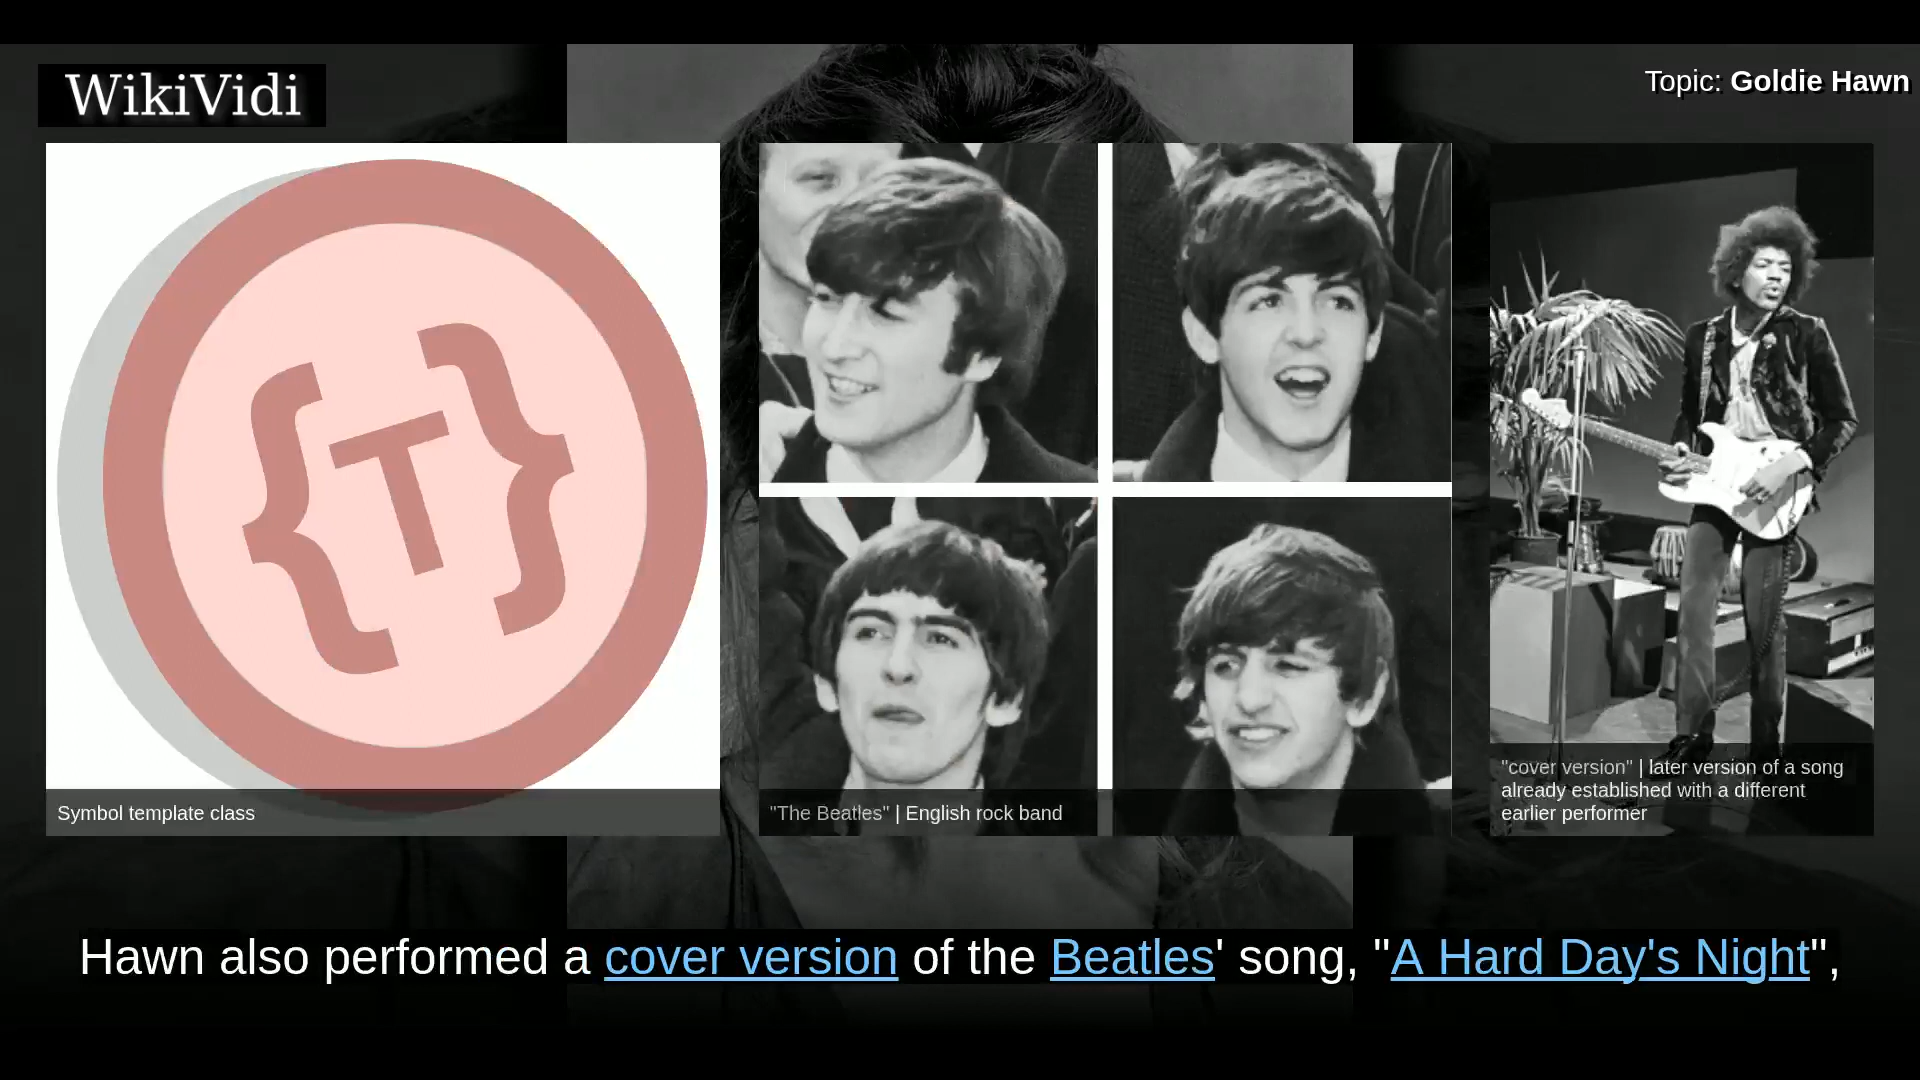 WikiVidi
Topic: Goldie Hawn
{T}
Symbol template class
"The Beatles" | English rock band
"cover version" | later version of a song
already established with a different
earlier performer
Hawn also performed a cover version of the Beatles' song, "A Hard Day's Night",